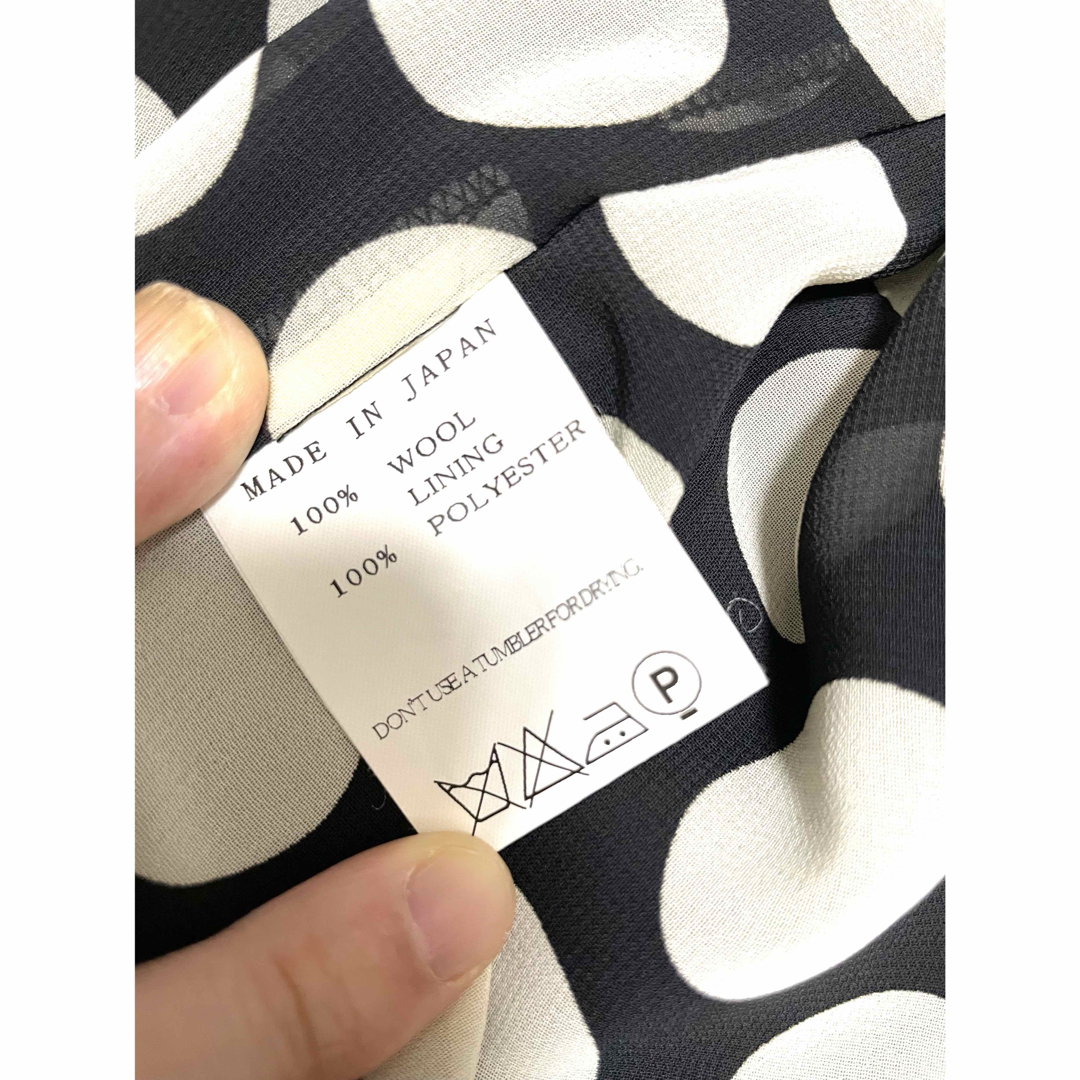 MADE IN JAPAN
100% WOOL
LINING
100% POLYESTER
DON'T USE A TUMBLER FOR DRYING.
P